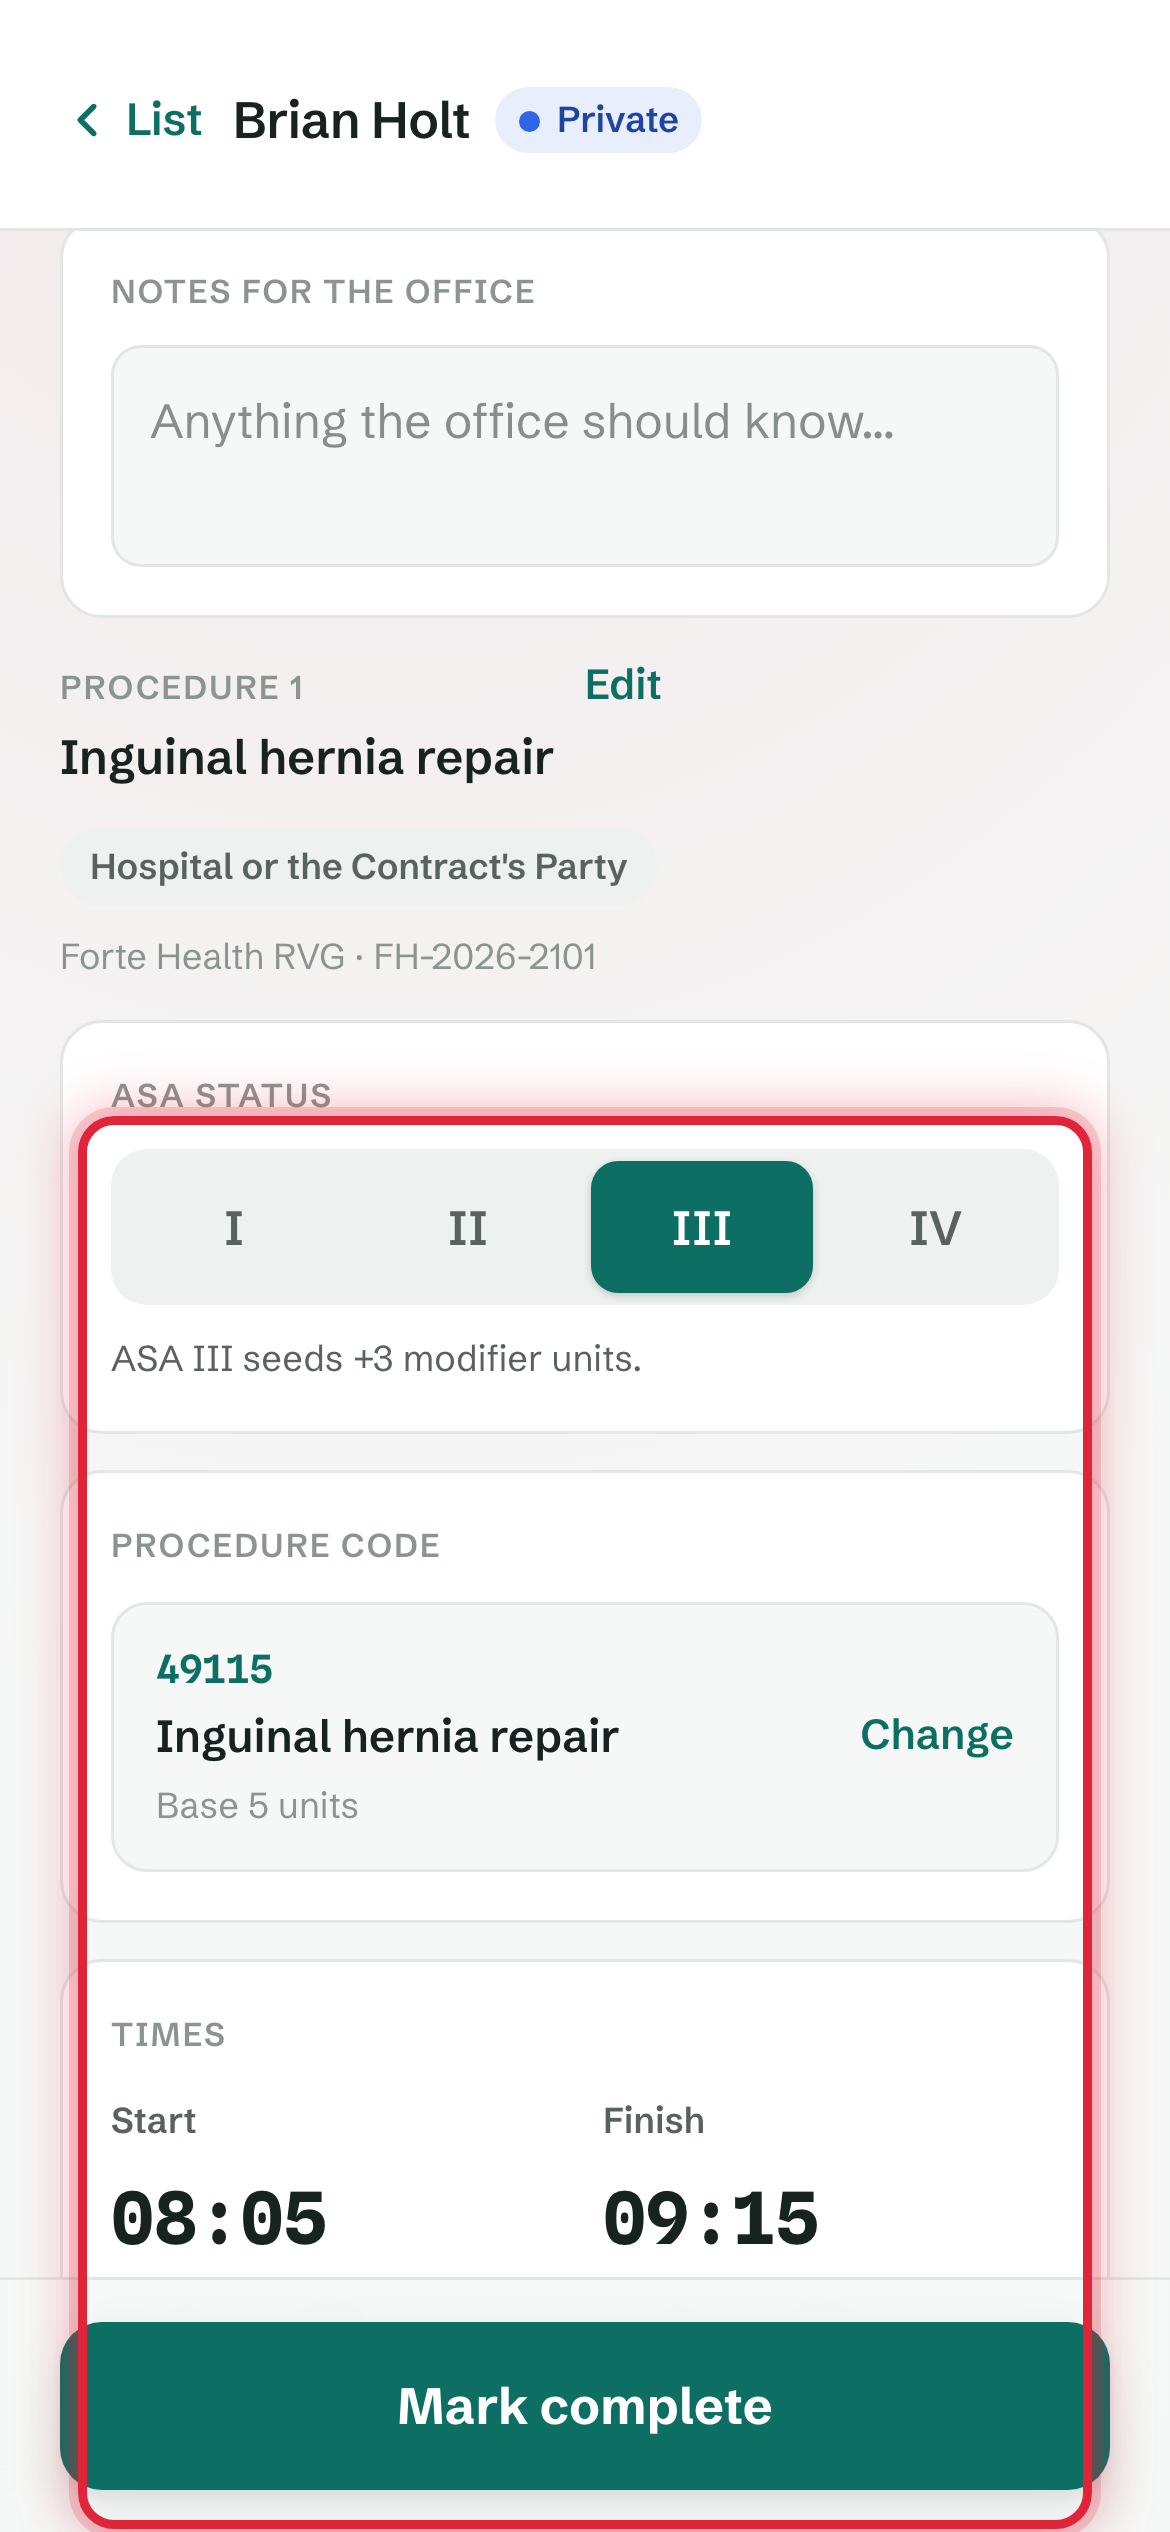 List Brian Holt Private
NOTES FOR THE OFFICE
Anything the office should know...
PROCEDURE 1 Edit
Inguinal hernia repair
Hospital or the Contract's Party
Forte Health RVG · FH-2026-2101
ASA STATUS
I II III IV
ASA III seeds +3 modifier units.
PROCEDURE CODE
49115
Inguinal hernia repair Change
Base 5 units
TIMES
Start Finish
08:05 09:15
Mark complete